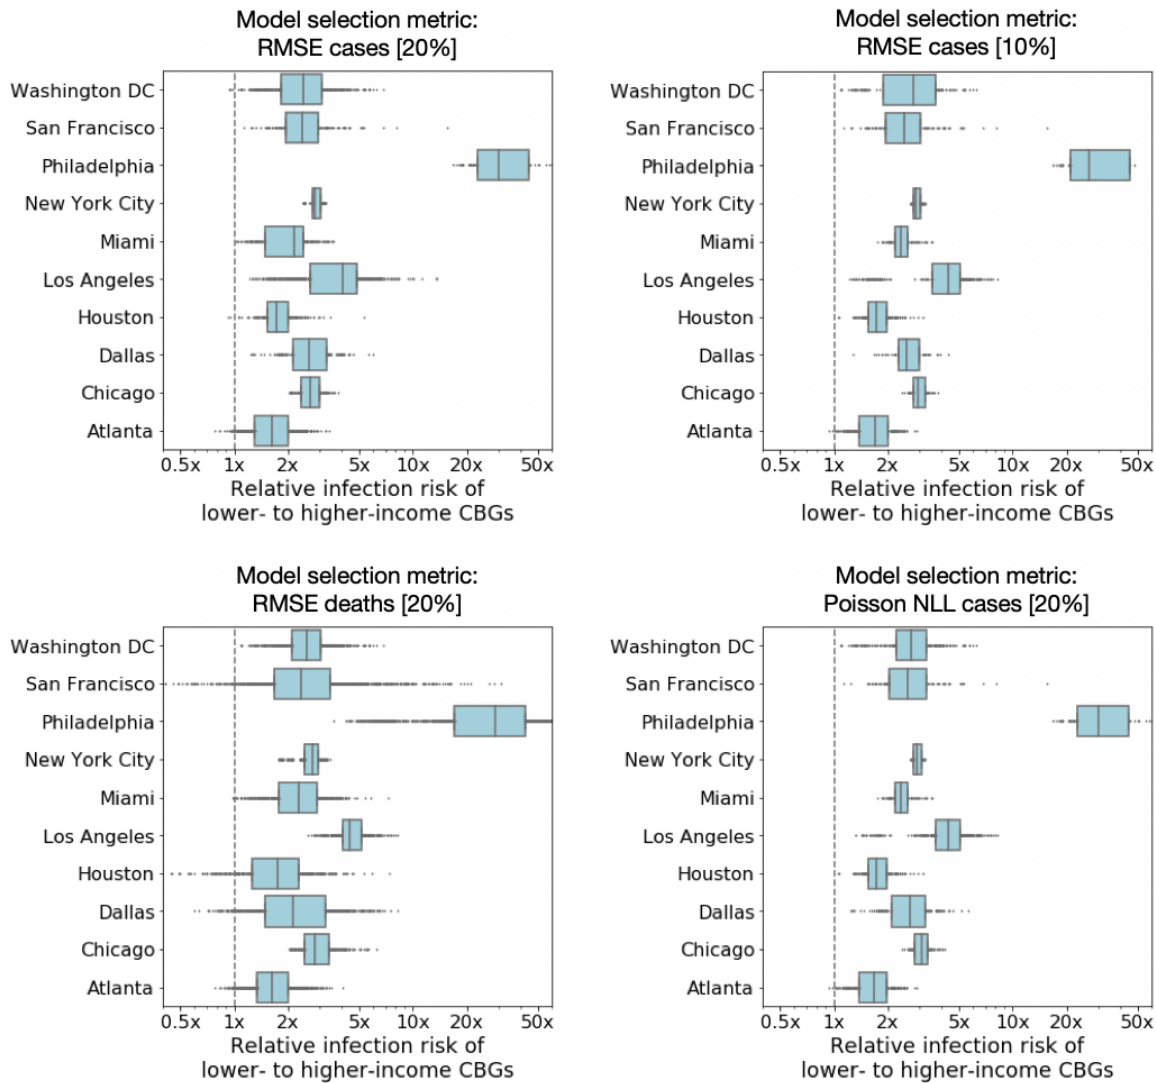 Model selection metric:
RMSE cases [20%]
Washington DC
San Francisco
Philadelphia
New York City
Miami
Los Angeles
Houston
Dallas
Chicago
Atlanta
0.5x 1x 2x 5x 10x 20x 50x
Relative infection risk of
lower- to higher-income CBGs
Model selection metric:
RMSE cases [10%]
Washington DC
San Francisco
Philadelphia
New York City
Miami
Los Angeles
Houston
Dallas
Chicago
Atlanta
0.5x 1x 2x 5x 10x 20x 50x
Relative infection risk of
lower- to higher-income CBGs
Model selection metric:
RMSE deaths [20%]
Washington DC
San Francisco
Philadelphia
New York City
Miami
Los Angeles
Houston
Dallas
Chicago
Atlanta
0.5x 1x 2x 5x 10x 20x 50x
Relative infection risk of
lower- to higher-income CBGs
Model selection metric:
Poisson NLL cases [20%]
Washington DC
San Francisco
Philadelphia
New York City
Miami
Los Angeles
Houston
Dallas
Chicago
Atlanta
0.5x 1x 2x 5x 10x 20x 50x
Relative infection risk of
lower- to higher-income CBGs